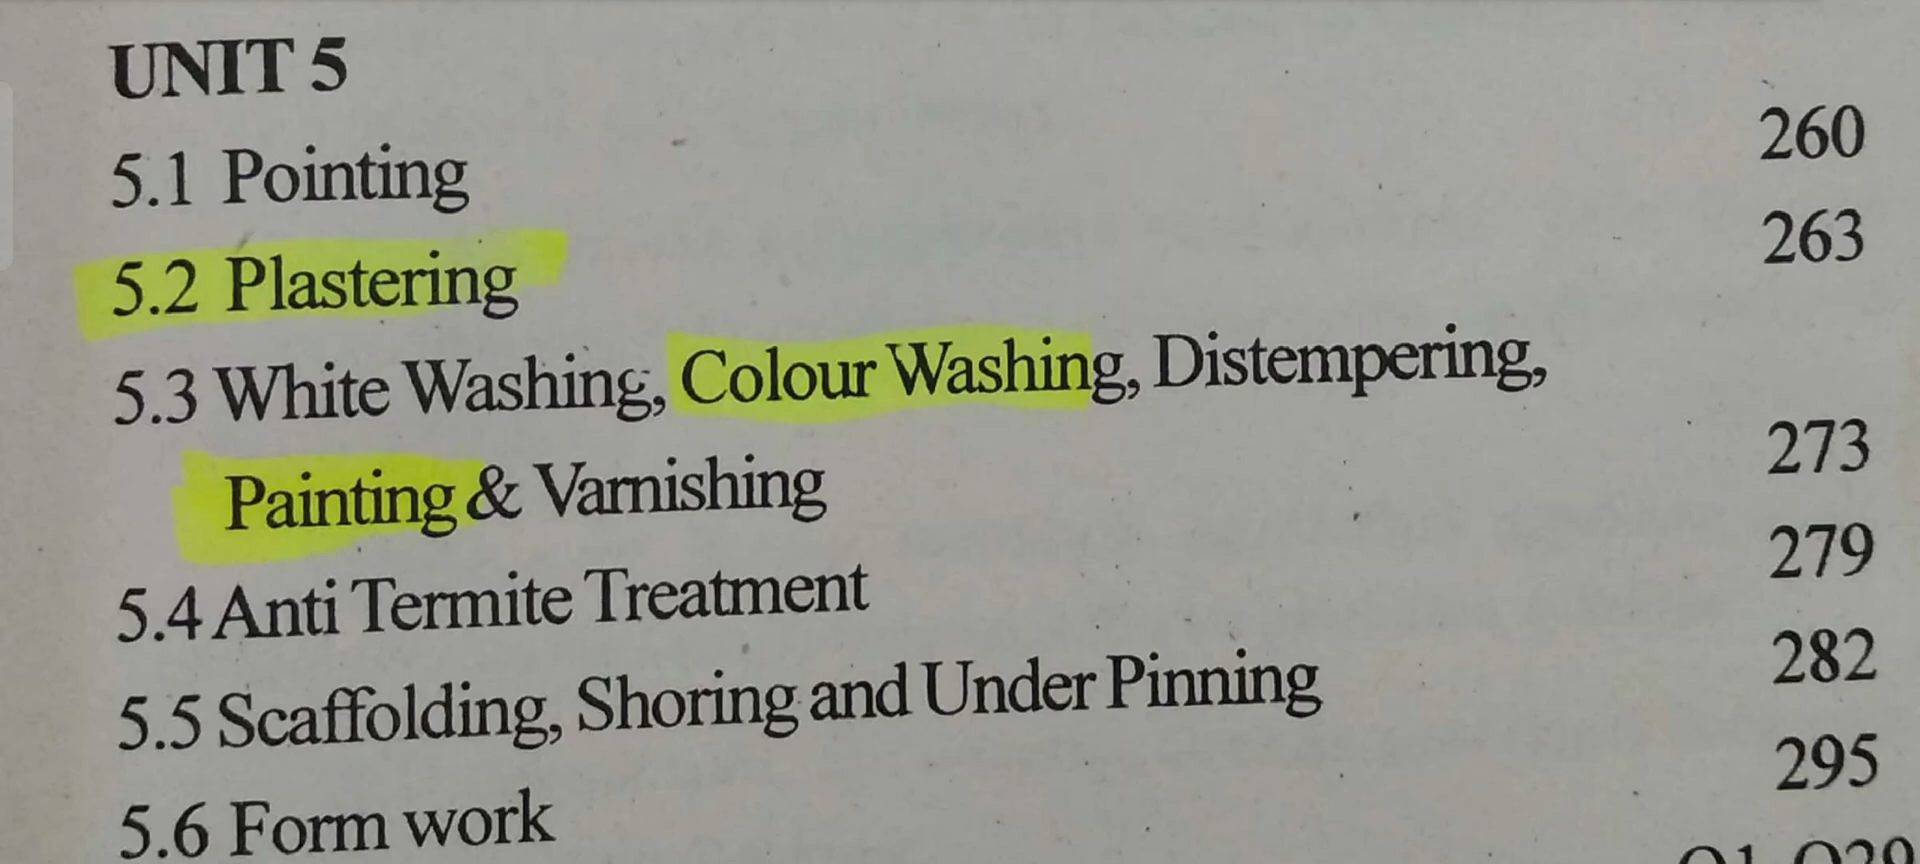 UNIT 5
5.1 Pointing 260
5.2 Plastering 263
5.3 White Washing, Colour Washing, Distempering,
Painting & Varnishing 273
5.4 Anti Termite Treatment 279
5.5 Scaffolding, Shoring and Under Pinning 282
5.6 Form work 295